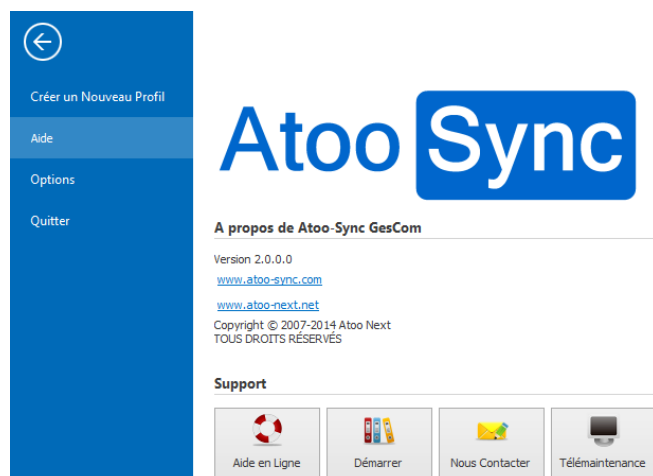 Créer un Nouveau Profil
Aide
Options
Quitter
Atoo Sync
A propos de Atoo-Sync GesCom
Version 2.0.0.0
www.atoo-sync.com
www.atoo-next.net
Copyright © 2007-2014 Atoo Next
TOUS DROITS RÉSERVÉS
Support
Aide en Ligne
Démarrer
Nous Contacter
Télémaintenance